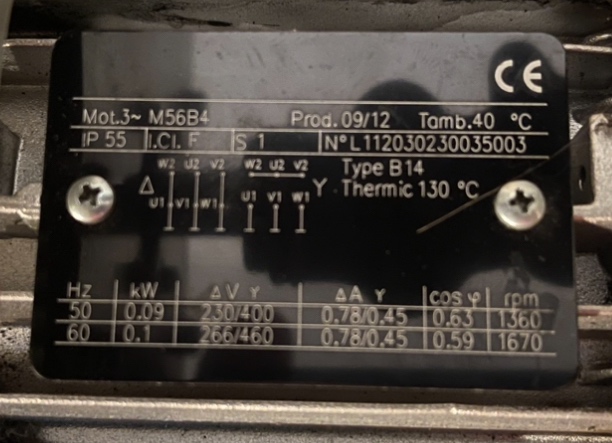 CE
Mot.3~ M56B4 Prod. 09/12 Tamb.40 °C
IP 55 I.Cl. F S 1 N° L112030230035003
W2 U2 V2 W2 U2 V2 Type B14
Δ Y Thermic 130 °C
U1 V1 W1 U1 V1 W1
Hz kW Δ V Y Δ A Y cos φ rpm
50 0.09 230/400 0.78/0.45 0.63 1360
60 0.1 266/460 0.78/0.45 0.59 1670